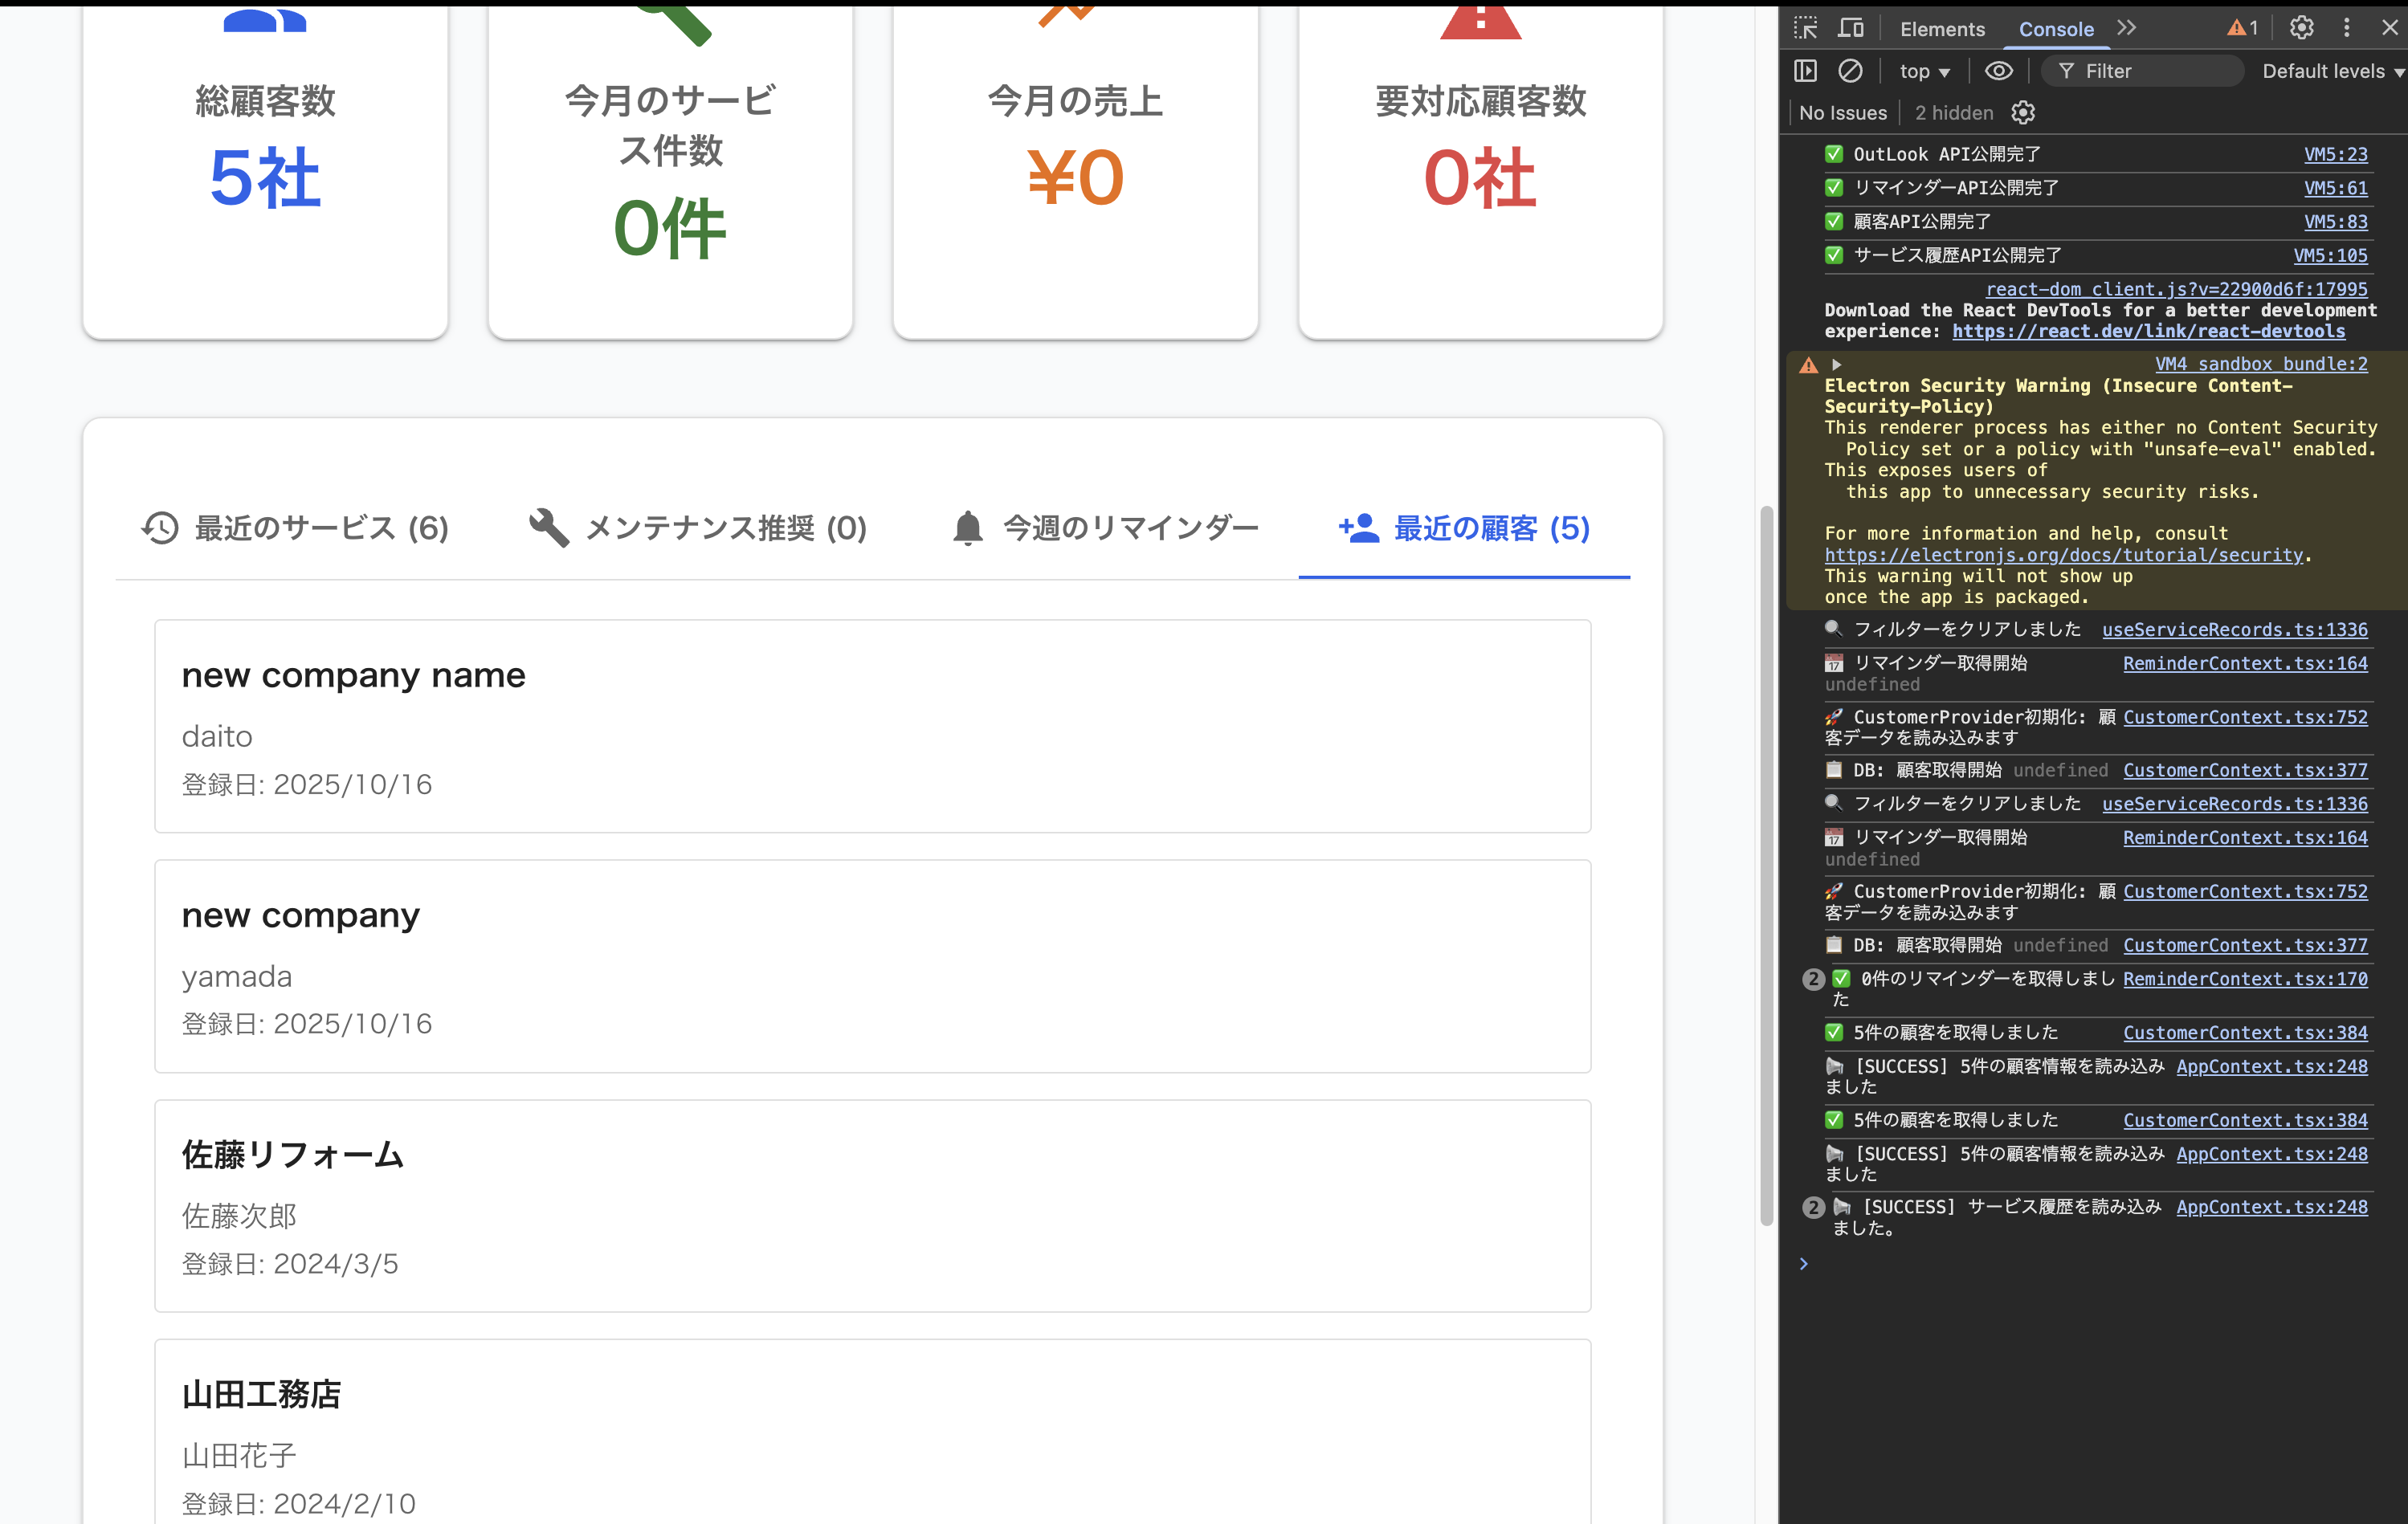 総顧客数
5社
今月のサービ
ス件数
0件
今月の売上
¥0
要対応顧客数
0社
最近のサービス (6)
メンテナンス推奨 (0)
今週のリマインダー
最近の顧客 (5)
new company name
daito
登録日: 2025/10/16
new company
yamada
登録日: 2025/10/16
佐藤リフォーム
佐藤次郎
登録日: 2024/3/5
山田工務店
山田花子
登録日: 2024/2/10
Elements
Console
1
top
Filter
Default levels
No Issues
2 hidden
✅ OutLook API公開完了 VM5:23
✅ リマインダーAPI公開完了 VM5:61
✅ 顧客API公開完了 VM5:83
✅ サービス履歴API公開完了 VM5:105
react-dom_client.js?v=22900d6f:17995
Download the React DevTools for a better development
experience: https://react.dev/link/react-devtools
VM4 sandbox_bundle:2
Electron Security Warning (Insecure Content-
Security-Policy)
This renderer process has either no Content Security
Policy set or a policy with "unsafe-eval" enabled.
This exposes users of
this app to unnecessary security risks.
For more information and help, consult
https://electronjs.org/docs/tutorial/security.
This warning will not show up
once the app is packaged.
🔍 フィルターをクリアしました useServiceRecords.ts:1336
📅 リマインダー取得開始 ReminderContext.tsx:164
undefined
🚀 CustomerProvider初期化: 顧 CustomerContext.tsx:752
客データを読み込みます
📋 DB: 顧客取得開始 undefined CustomerContext.tsx:377
🔍 フィルターをクリアしました useServiceRecords.ts:1336
📅 リマインダー取得開始 ReminderContext.tsx:164
undefined
🚀 CustomerProvider初期化: 顧 CustomerContext.tsx:752
客データを読み込みます
📋 DB: 顧客取得開始 undefined CustomerContext.tsx:377
2 ✅ 0件のリマインダーを取得しまし ReminderContext.tsx:170
た
✅ 5件の顧客を取得しました CustomerContext.tsx:384
📢 [SUCCESS] 5件の顧客情報を読み込み AppContext.tsx:248
ました
✅ 5件の顧客を取得しました CustomerContext.tsx:384
📢 [SUCCESS] 5件の顧客情報を読み込み AppContext.tsx:248
ました
2 📢 [SUCCESS] サービス履歴を読み込み AppContext.tsx:248
ました。